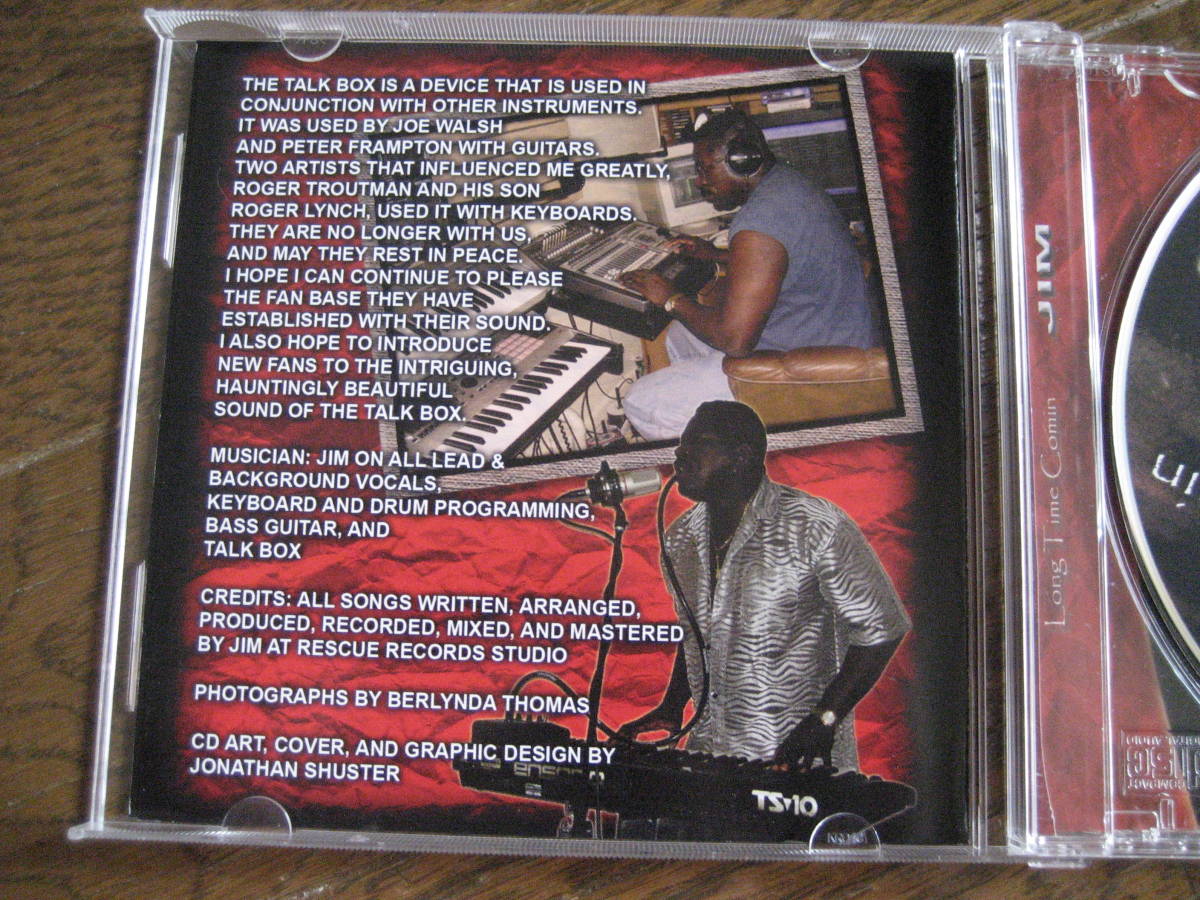 THE TALK BOX IS A DEVICE THAT IS USED IN
CONJUNCTION WITH OTHER INSTRUMENTS.
IT WAS USED BY JOE WALSH
AND PETER FRAMPTON WITH GUITARS.
TWO ARTISTS THAT INFLUENCED ME GREATLY,
ROGER TROUTMAN AND HIS SON
ROGER LYNCH, USED IT WITH KEYBOARDS.
THEY ARE NO LONGER WITH US,
AND MAY THEY REST IN PEACE.
I HOPE I CAN CONTINUE TO PLEASE
THE FAN BASE THEY HAVE
ESTABLISHED WITH THEIR SOUND.
I ALSO HOPE TO INTRODUCE
NEW FANS TO THE INTRIGUING,
HAUNTINGLY BEAUTIFUL
SOUND OF THE TALK BOX.
MUSICIAN: JIM ON ALL LEAD &
BACKGROUND VOCALS,
KEYBOARD AND DRUM PROGRAMMING,
BASS GUITAR, AND
TALK BOX
CREDITS: ALL SONGS WRITTEN, ARRANGED,
PRODUCED, RECORDED, MIXED, AND MASTERED
BY JIM AT RESCUE RECORDS STUDIO
PHOTOGRAPHS BY BERLYNDA THOMAS
CD ART, COVER, AND GRAPHIC DESIGN BY
JONATHAN SHUSTER
TS-10
JIM
Long Time Comin
COMPACT
DIGITAL AUDIO